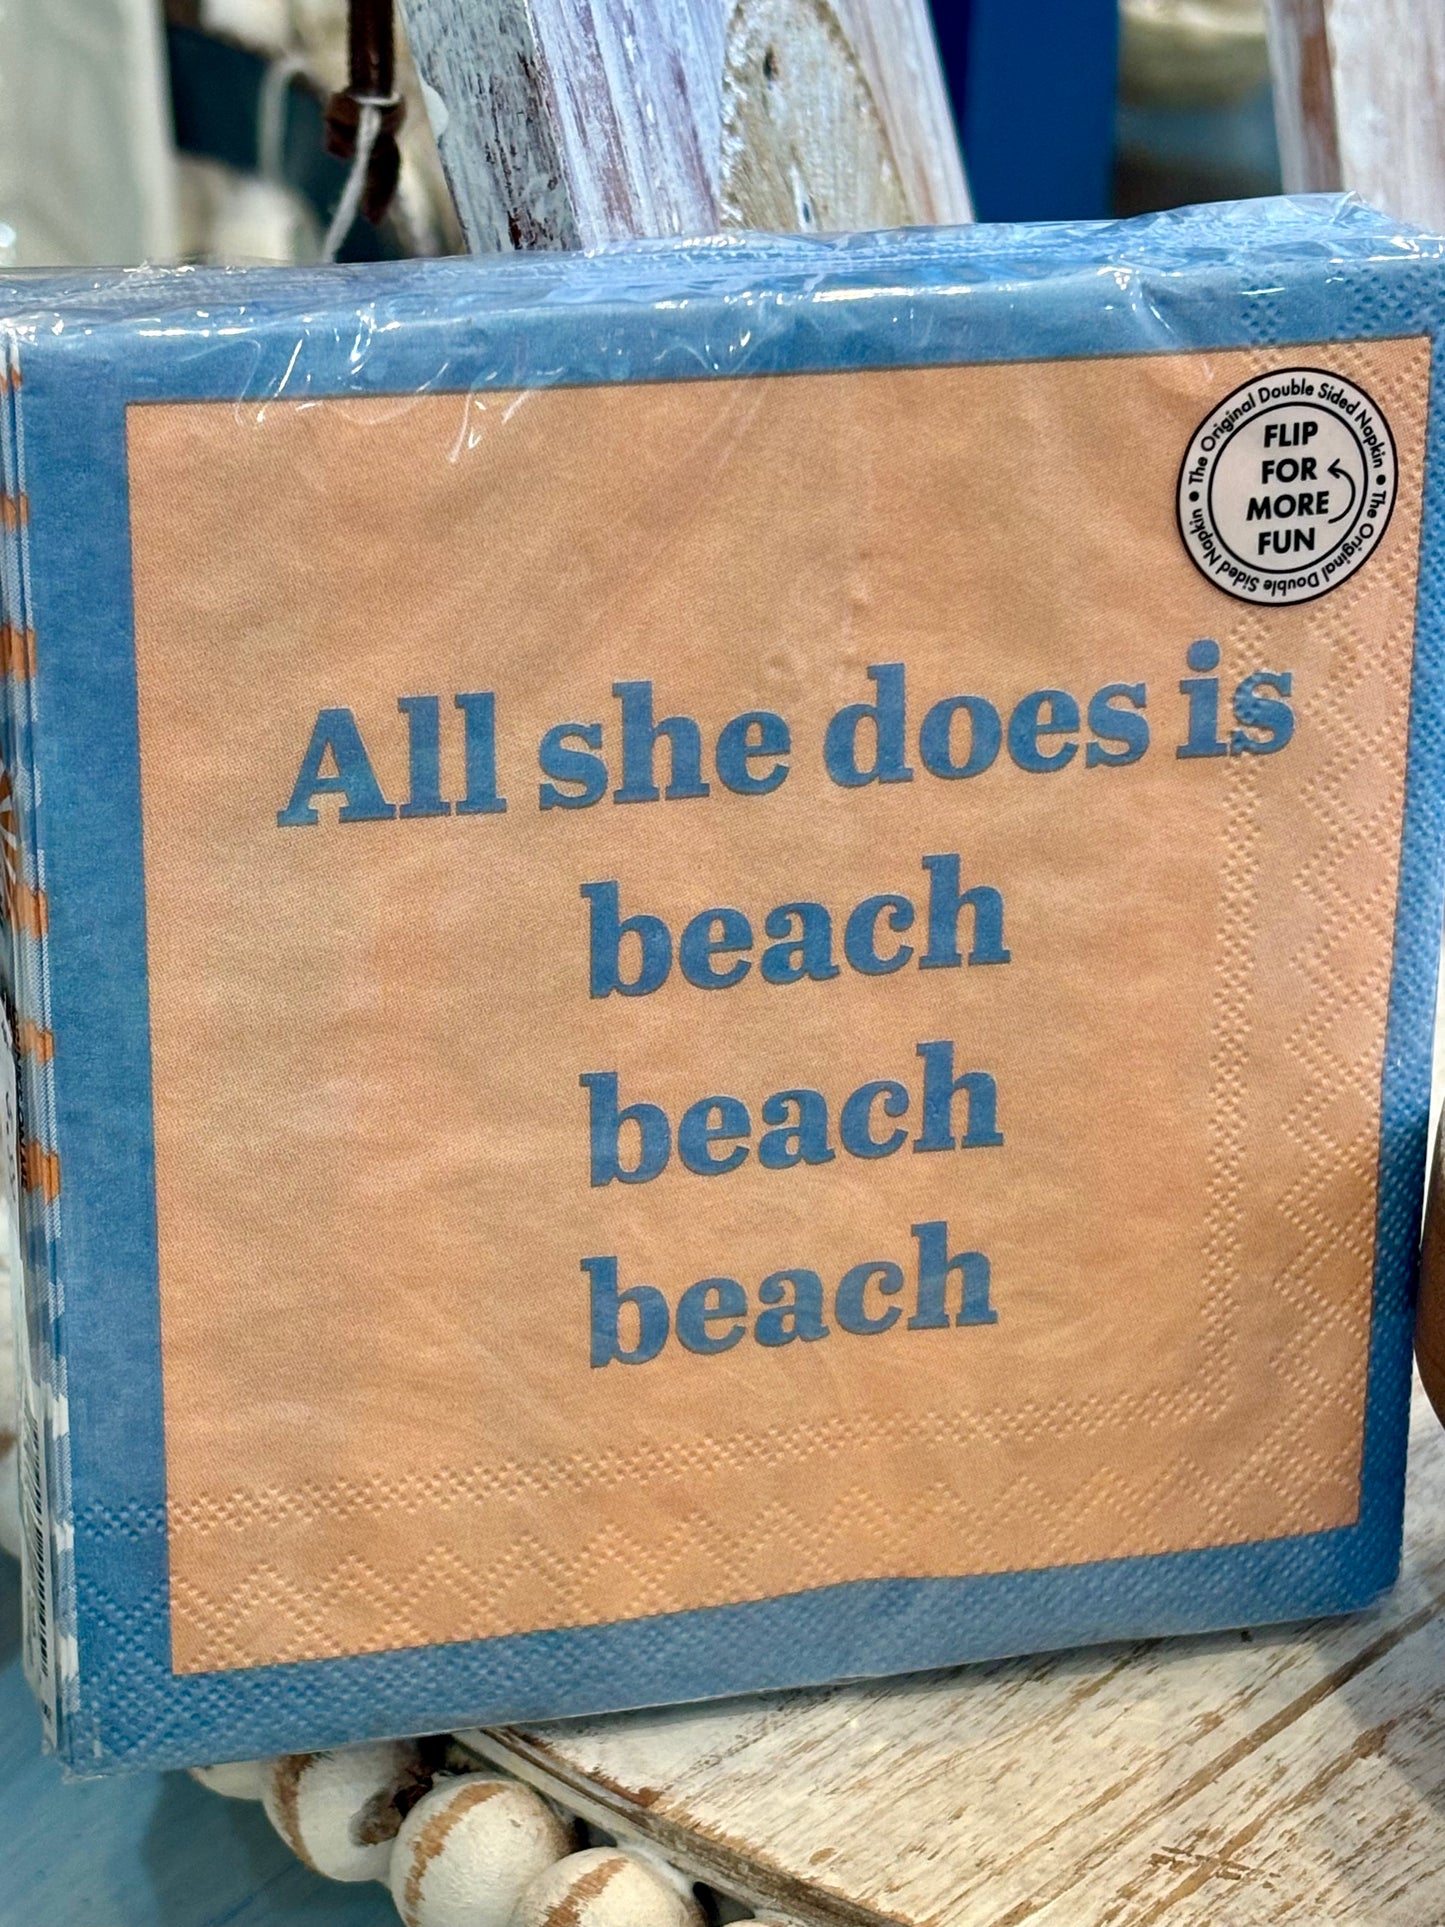 The Original Double Sided Napkin • The Original Double Sided Napkin •
FLIP
FOR
MORE
FUN
All she does is
beach
beach
beach